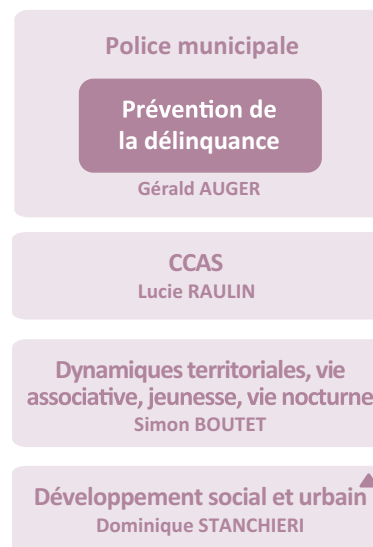 Police municipale
Prévention de
la délinquance
Gérald AUGER
CCAS
Lucie RAULIN
Dynamiques territoriales, vie
associative, jeunesse, vie nocturne
Simon BOUTET
Développement social et urbain
Dominique STANCHIERI